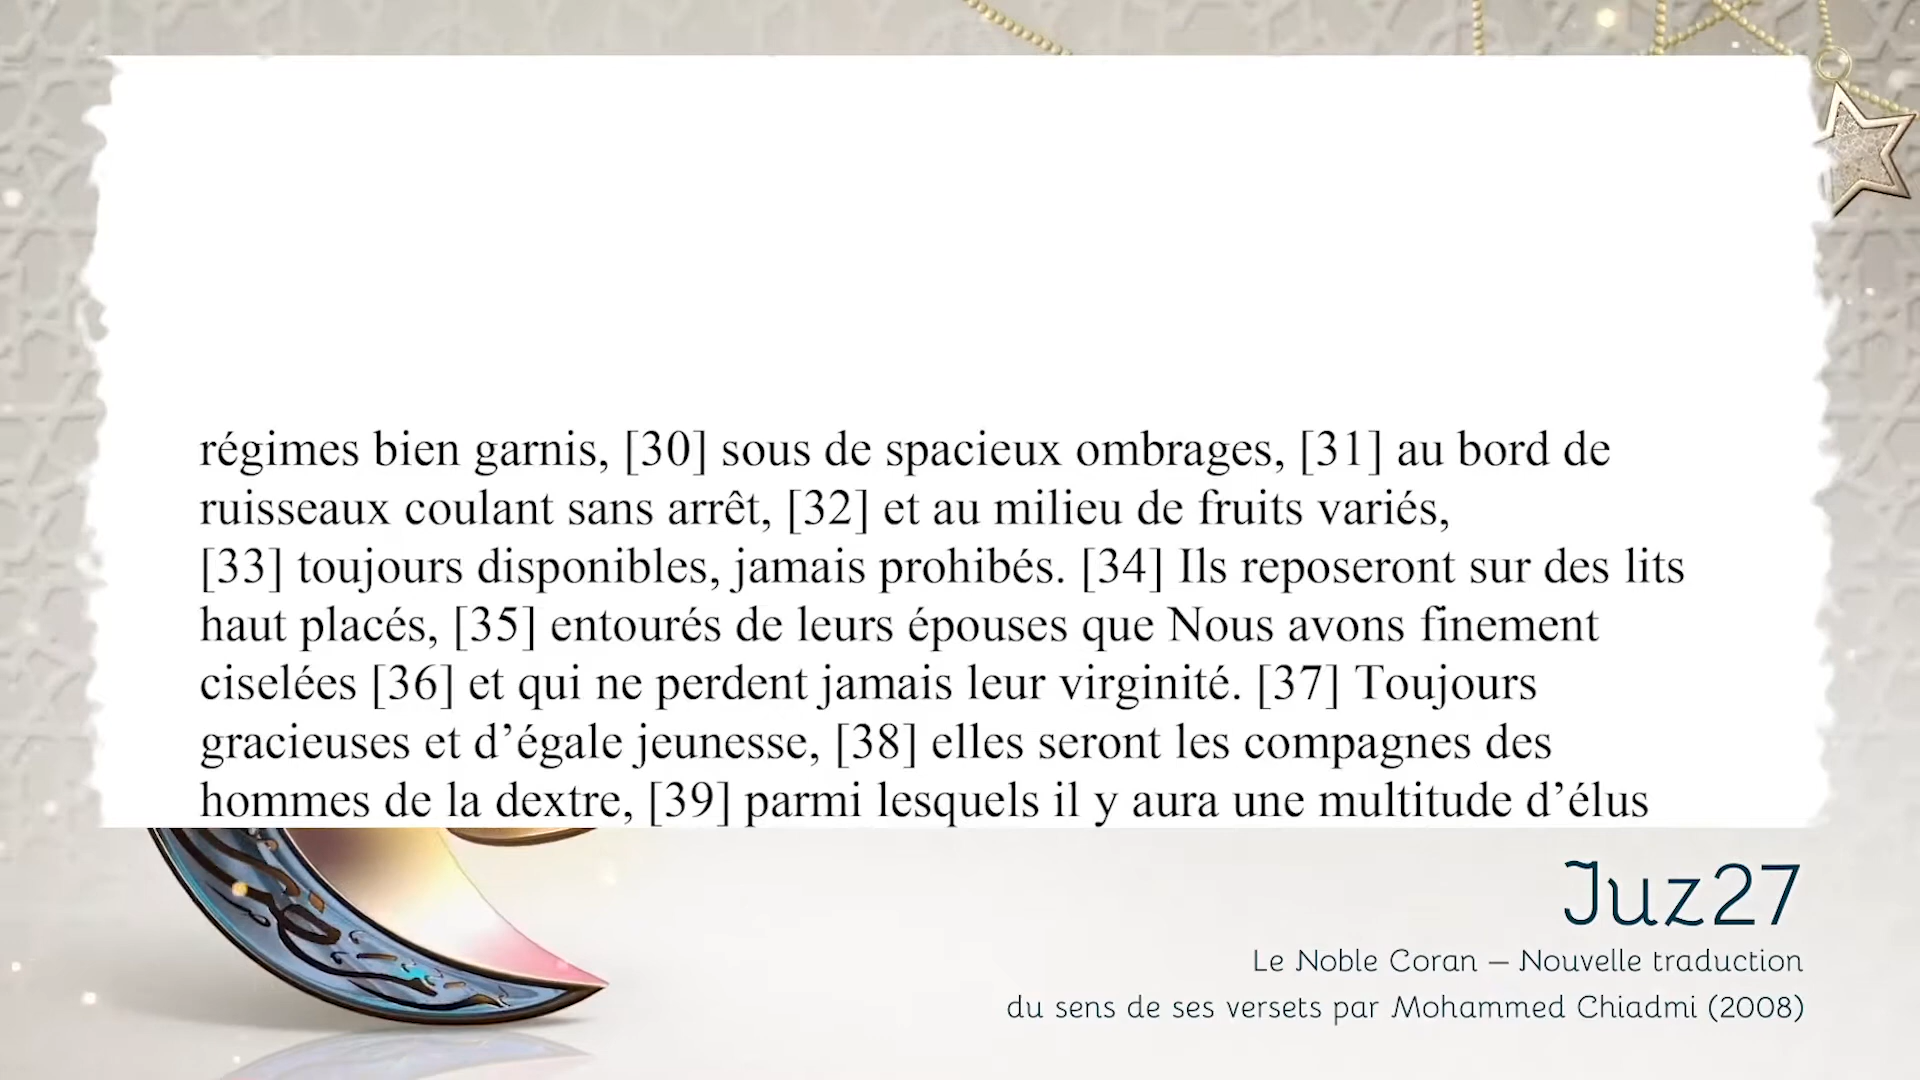 régimes bien garnis, [30] sous de spacieux ombrages, [31] au bord de
ruisseaux coulant sans arrêt, [32] et au milieu de fruits variés,
[33] toujours disponibles, jamais prohibés. [34] Ils reposeront sur des lits
haut placés, [35] entourés de leurs épouses que Nous avons finement
ciselées [36] et qui ne perdent jamais leur virginité. [37] Toujours
gracieuses et d’égale jeunesse, [38] elles seront les compagnes des
hommes de la dextre, [39] parmi lesquels il y aura une multitude d’élus
Juz27
Le Noble Coran – Nouvelle traduction
du sens de ses versets par Mohammed Chiadmi (2008)